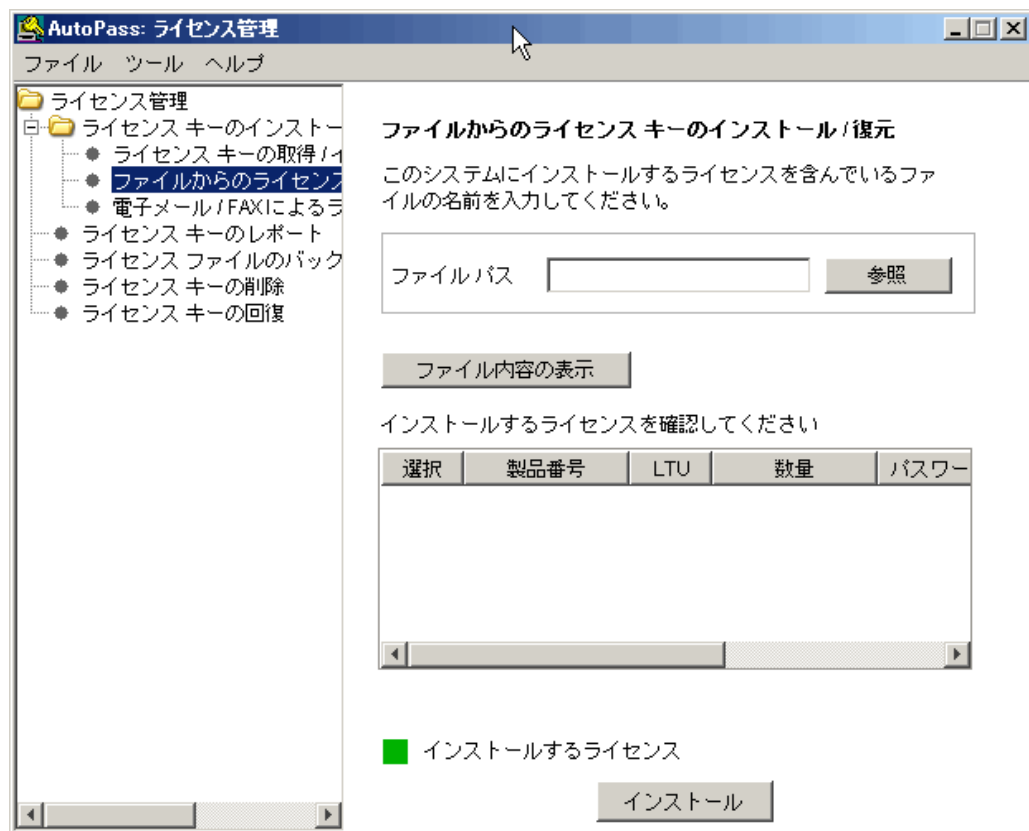 AutoPass: ライセンス管理
ファイル ツール ヘルプ
ライセンス管理
ライセンス キーのインストー
ライセンス キーの取得 / イ
ファイルからのライセンス
電子メール / FAXによるラ
ライセンス キーのレポート
ライセンス ファイルのバック
ライセンス キーの削除
ライセンス キーの回復
ファイルからのライセンス キーのインストール / 復元
このシステムにインストールするライセンスを含んでいるファ
イルの名前を入力してください。
ファイル パス 参照
ファイル内容の表示
インストールするライセンスを確認してください
選択 製品番号 LTU 数量 パスワー
インストールするライセンス
インストール